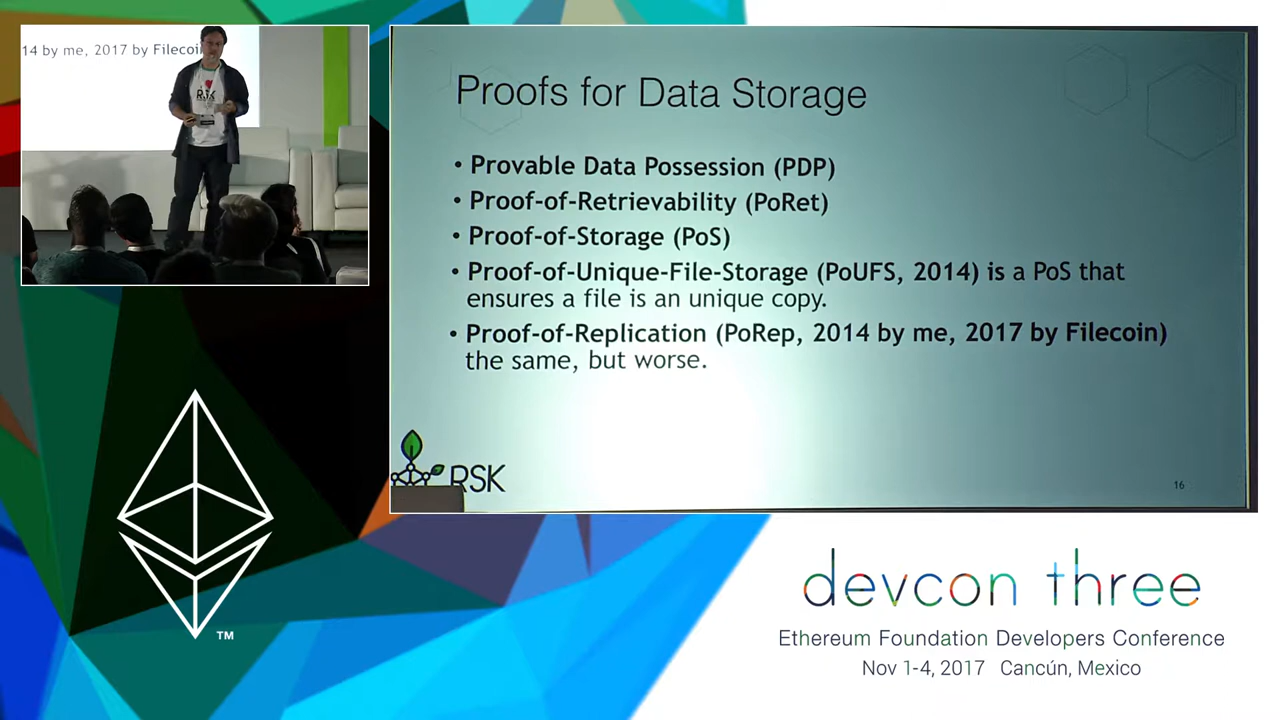 14 by me, 2017 by Filecoin
RSK
Proofs for Data Storage
• Provable Data Possession (PDP)
• Proof-of-Retrievability (PoRet)
• Proof-of-Storage (PoS)
• Proof-of-Unique-File-Storage (PoUFS, 2014) is a PoS that
ensures a file is an unique copy.
• Proof-of-Replication (PoRep, 2014 by me, 2017 by Filecoin)
the same, but worse.
RSK
16
TM
devcon three
Ethereum Foundation Developers Conference
Nov 1-4, 2017 Cancún, Mexico